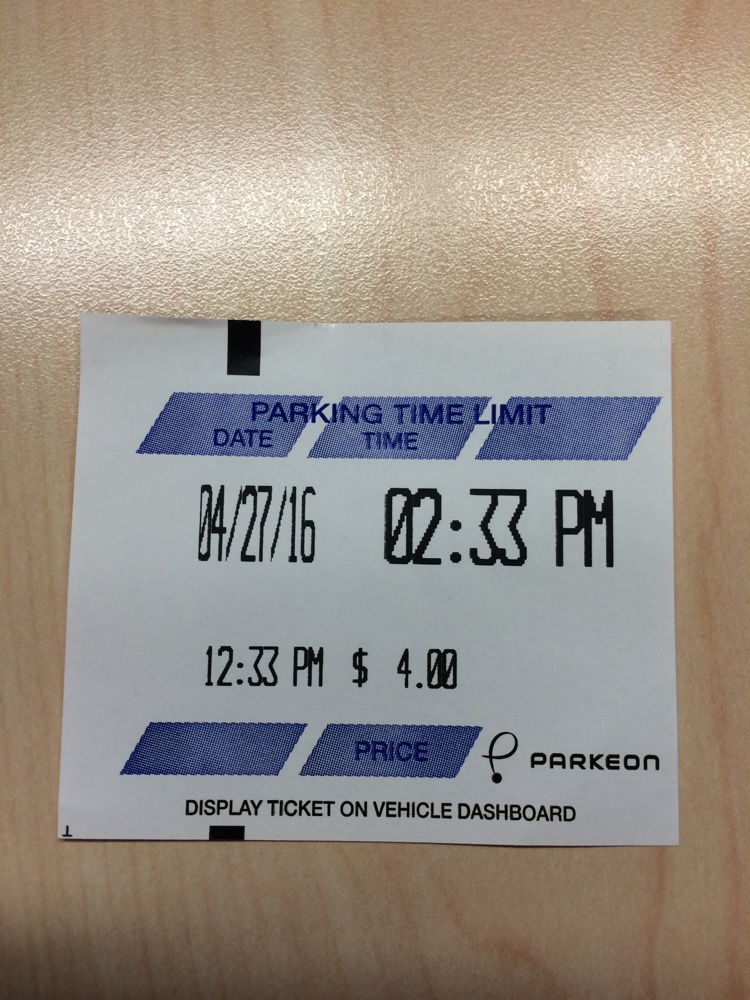 PARKING TIME LIMIT
DATE TIME
04/27/16 02:33 PM
12:33 PM $ 4.00
PRICE
PARKEON
DISPLAY TICKET ON VEHICLE DASHBOARD